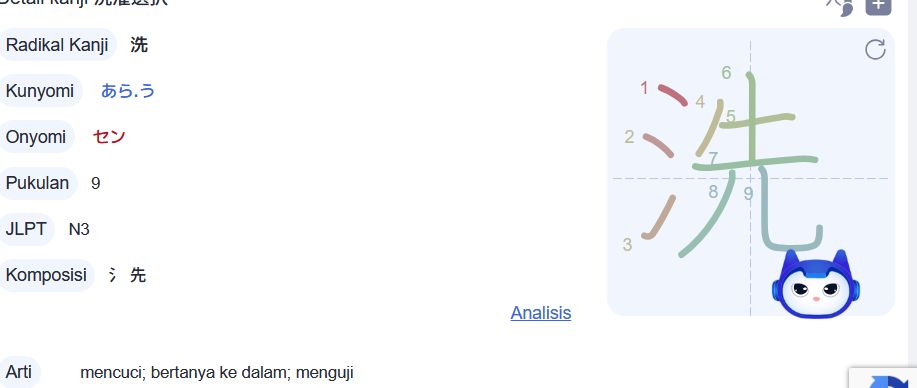 Detail kanji 洗濯選択
Radikal Kanji 洗
Kunyomi あら.う
Onyomi セン
Pukulan 9
JLPT N3
Komposisi 氵 先
Analisis
Arti mencuci; bertanya ke dalam; menguji
1
2
3
4
5
6
7
8
9